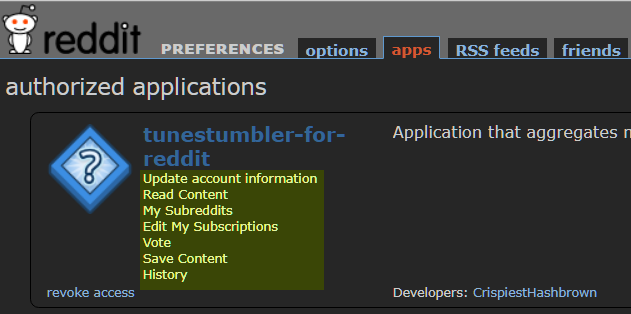 reddit PREFERENCES options apps RSS feeds friends
authorized applications
?
tunestumbler-for-
reddit
Application that aggregates
Update account information
Read Content
My Subreddits
Edit My Subscriptions
Vote
Save Content
History
revoke access
Developers: CrispiestHashbrown